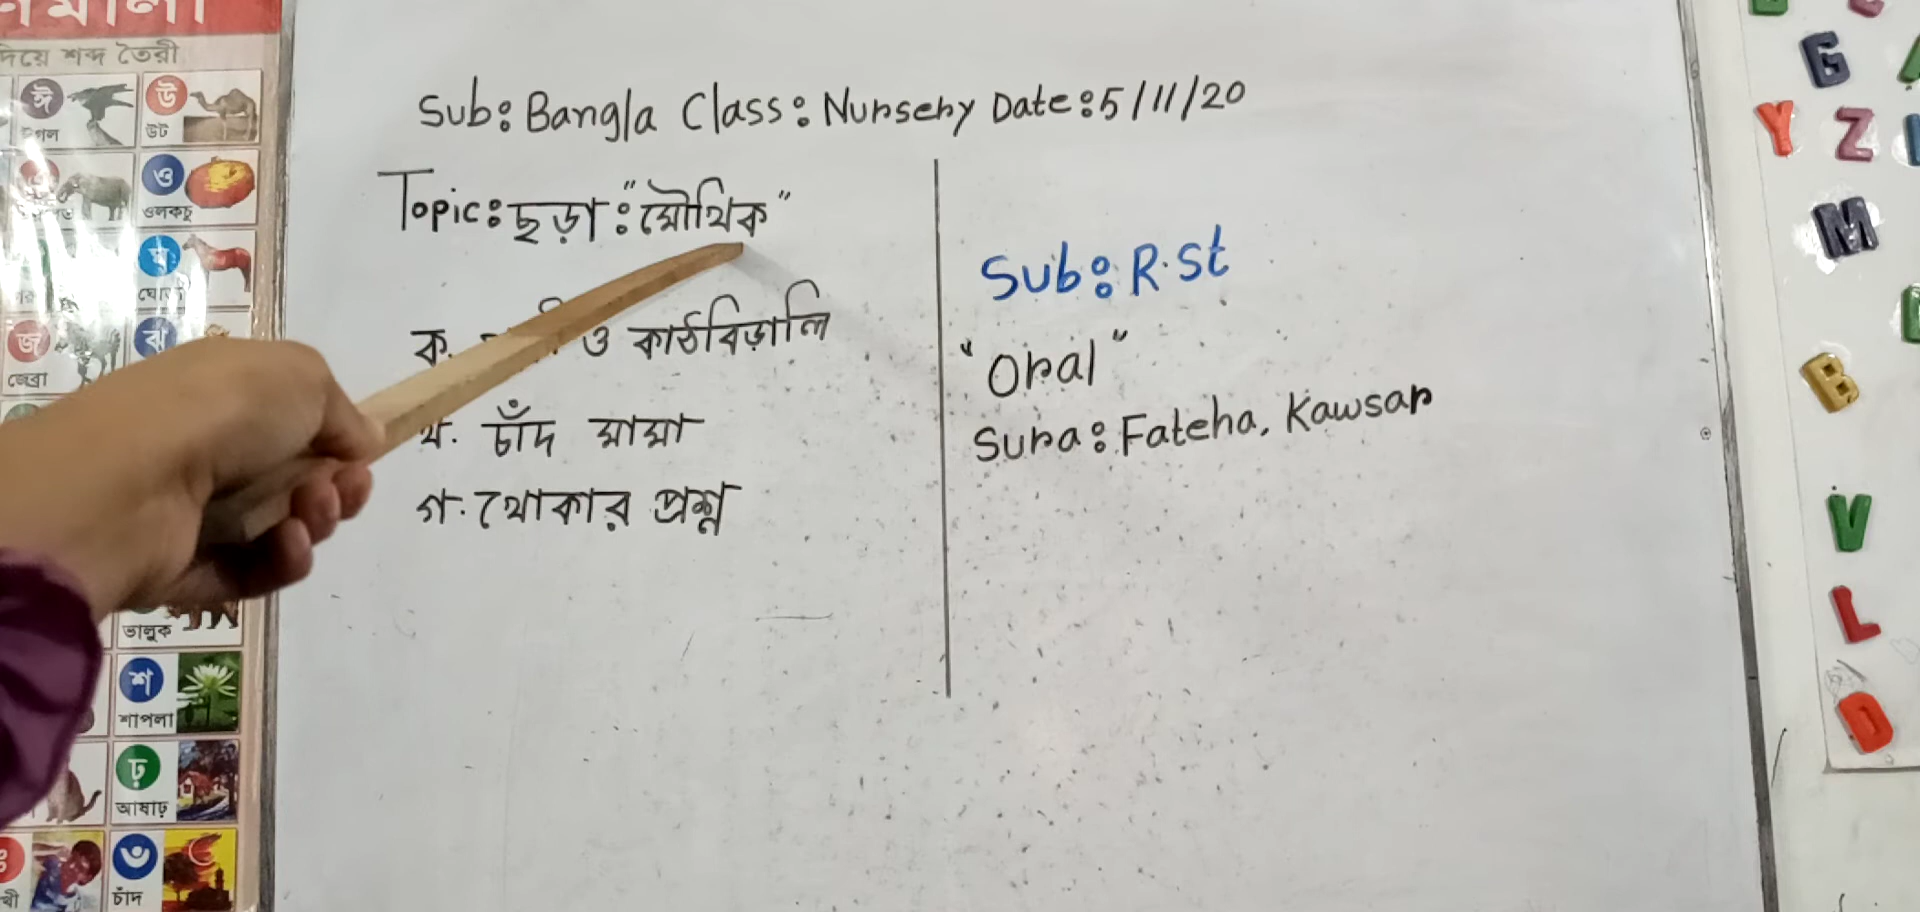 দিয়ে শব্দ তৈরী
ঈ
উ
উট
ও
ওলকচু
ঘ
জ
ঝ
জেব্রা
ভালুক
শ
শাপলা
ঢ়
আষাঢ়
ঁ
চাঁদ
Sub: Bangla Class: Nursery Date: 5/11/20
Topic: ছড়া: "মৌখিক"
ক. ও কাঠবিড়ালি
খ. চাঁদ মামা
গ. খোকার প্রশ্ন
Sub: R.St
"Oral"
Sura: Fateha, Kawsar
G
Y Z
M
B
V
L
D